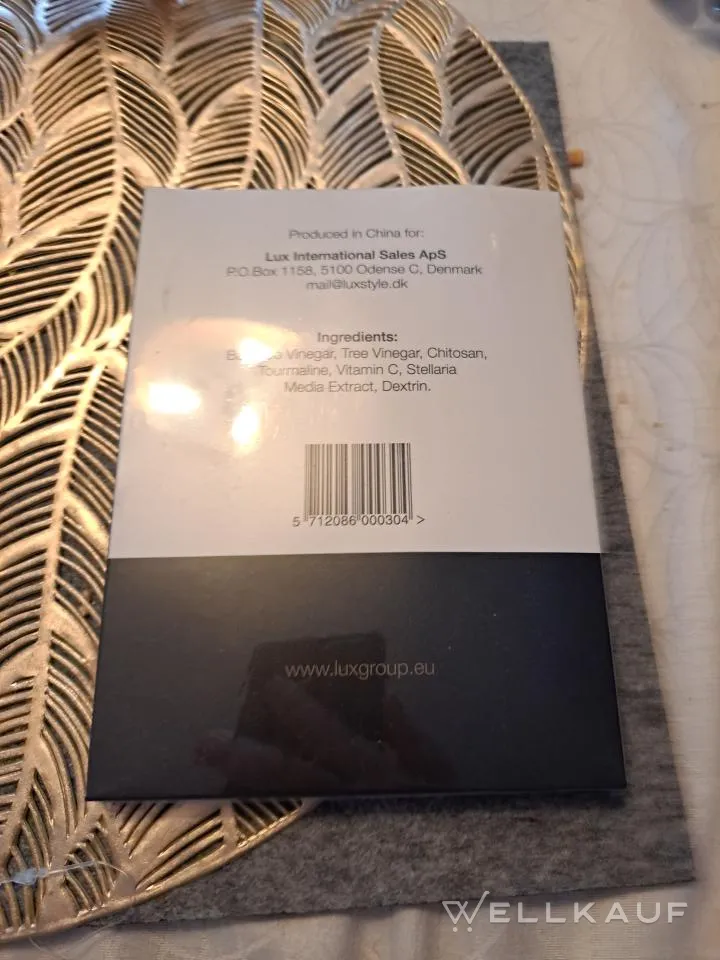 Produced in China for:
Lux International Sales ApS
P.O.Box 1158, 5100 Odense C, Denmark
mail@luxstyle.dk
Ingredients:
Vinegar, Tree Vinegar, Chitosan,
Tourmaline, Vitamin C, Stellaria
Media Extract, Dextrin.
5 712086 000304 >
www.luxgroup.eu
WELLKAUF